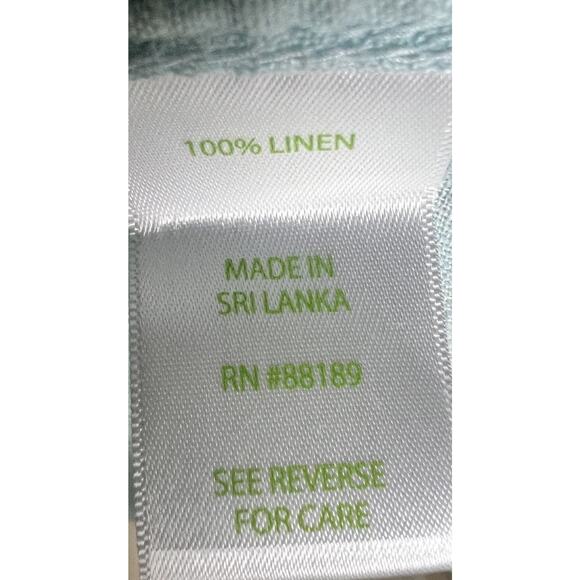 100% LINEN
MADE IN
SRI LANKA
RN #88189
SEE REVERSE
FOR CARE